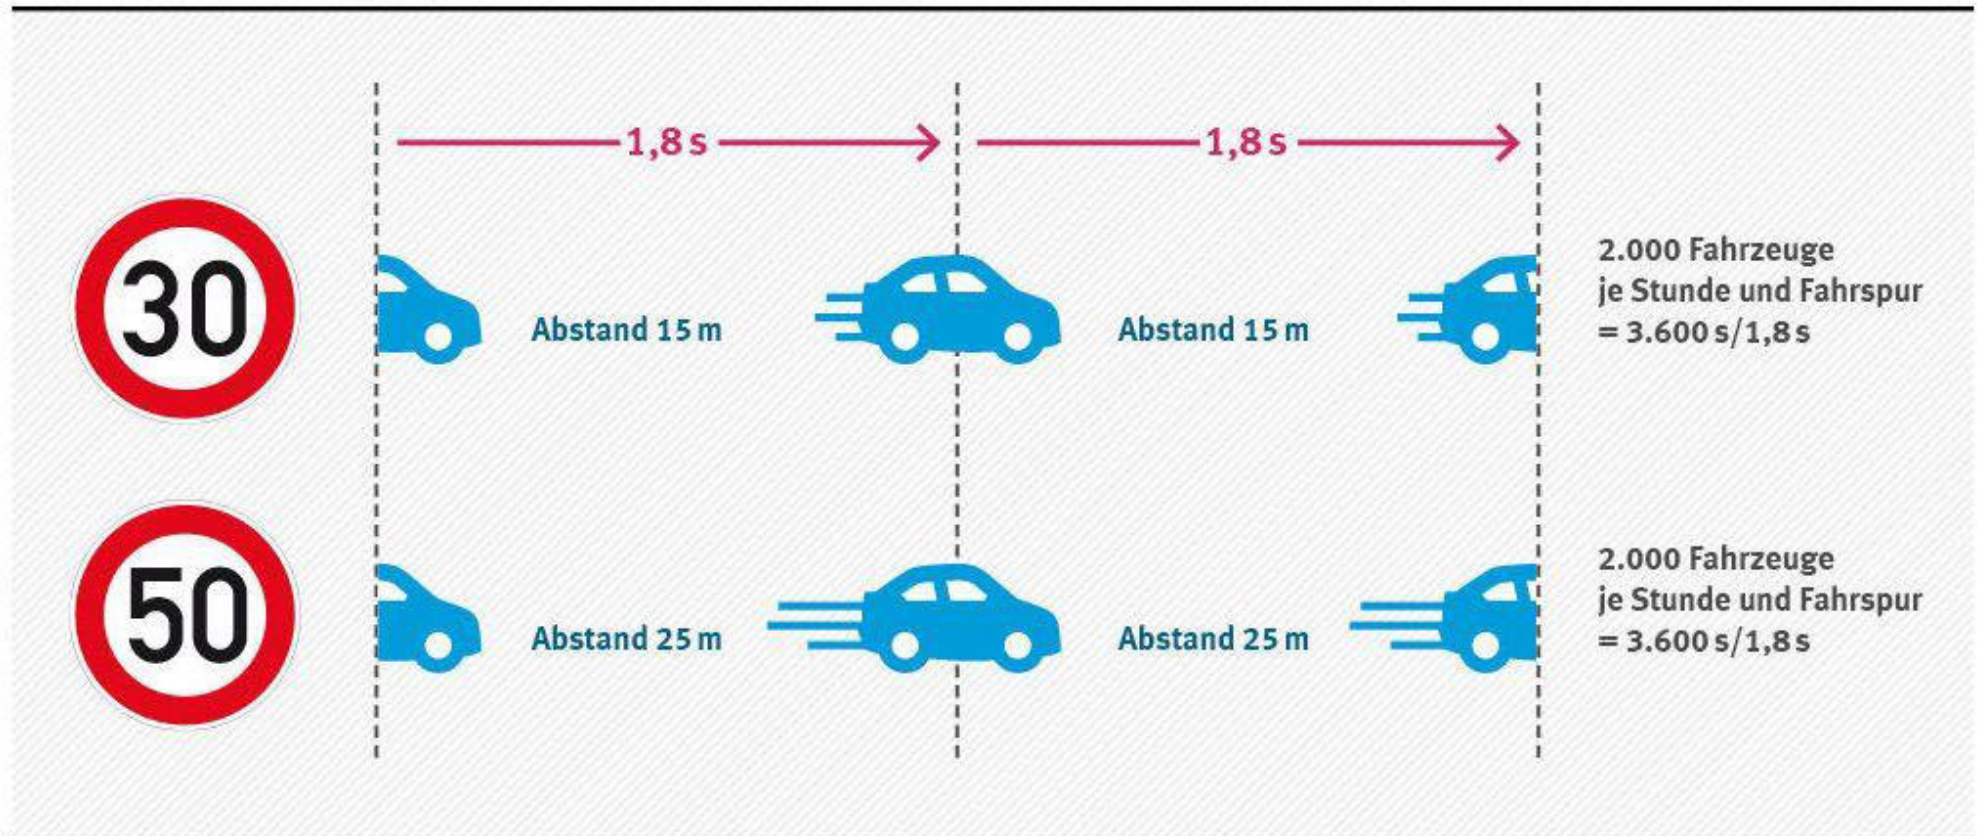 1,8 s
1,8 s
30
Abstand 15 m
Abstand 15 m
2.000 Fahrzeuge
je Stunde und Fahrspur
= 3.600 s/1,8 s
50
Abstand 25 m
Abstand 25 m
2.000 Fahrzeuge
je Stunde und Fahrspur
= 3.600 s/1,8 s